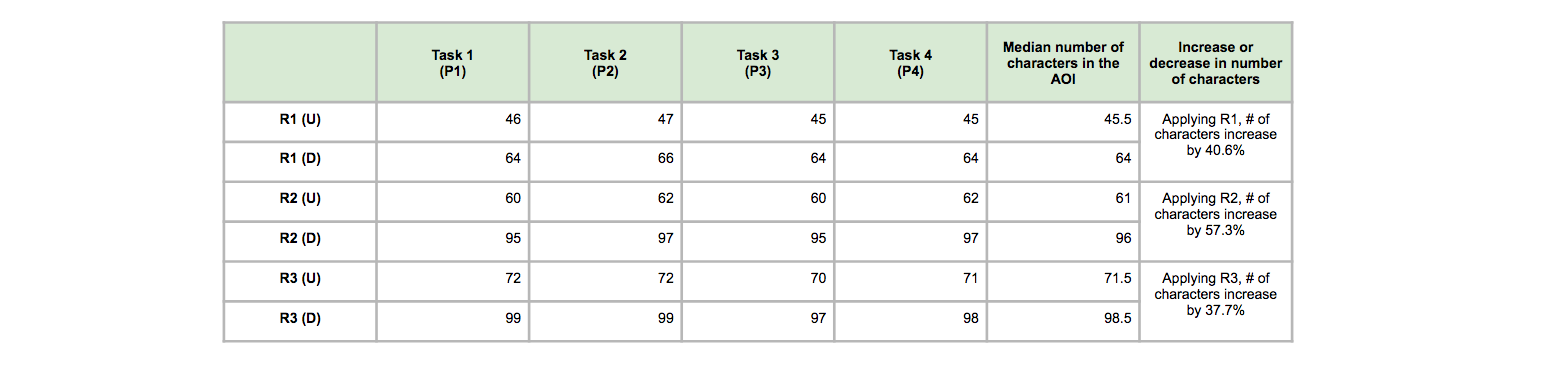 Task 1 (P1) Task 2 (P2) Task 3 (P3) Task 4 (P4) Median number of characters in the AOI Increase or decrease in number of characters
R1 (U) 46 47 45 45 45.5 Applying R1, # of characters increase by 40.6%
R1 (D) 64 66 64 64 64
R2 (U) 60 62 60 62 61 Applying R2, # of characters increase by 57.3%
R2 (D) 95 97 95 97 96
R3 (U) 72 72 70 71 71.5 Applying R3, # of characters increase by 37.7%
R3 (D) 99 99 97 98 98.5